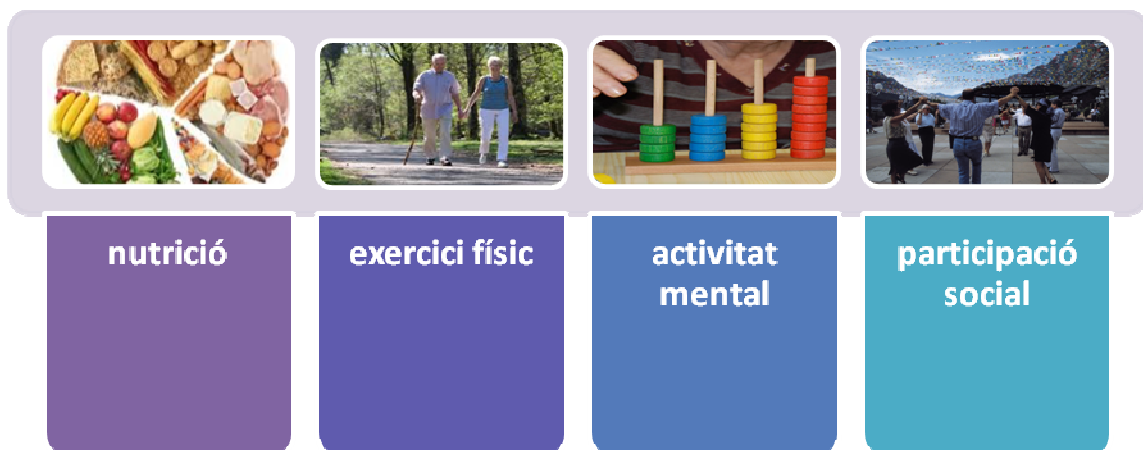 nutrició
exercici físic
activitat
mental
participació
social